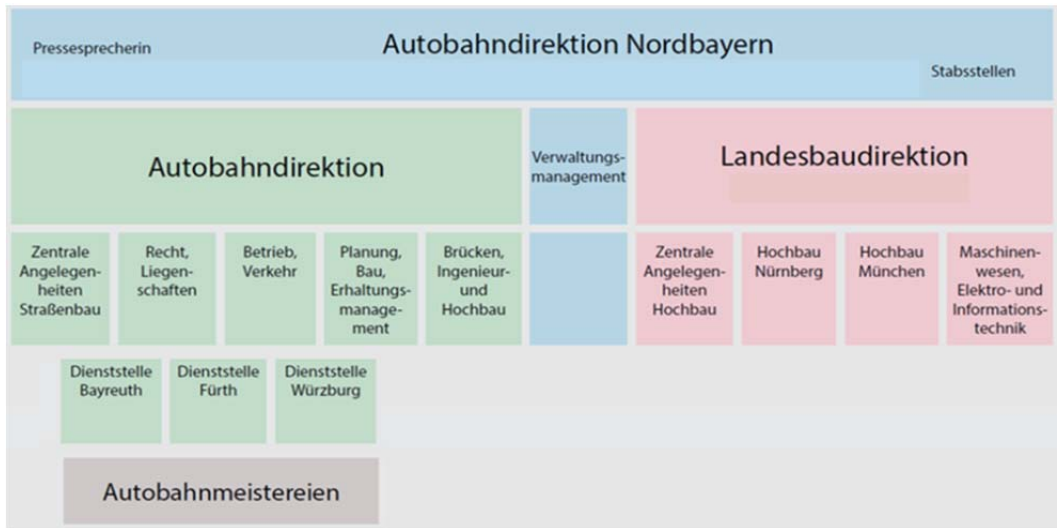 Pressesprecherin
Autobahndirektion Nordbayern
Stabsstellen
Autobahndirektion
Verwaltungs-
management
Landesbaudirektion
Zentrale
Angelegen-
heiten
Straßenbau
Recht,
Liegen-
schaften
Betrieb,
Verkehr
Planung,
Bau,
Erhaltungs-
manage-
ment
Brücken,
Ingenieur-
und
Hochbau
Zentrale
Angelegen-
heiten
Hochbau
Hochbau
Nürnberg
Hochbau
München
Maschinen-
wesen,
Elektro- und
Informations-
technik
Dienststelle
Bayreuth
Dienststelle
Fürth
Dienststelle
Würzburg
Autobahnmeistereien